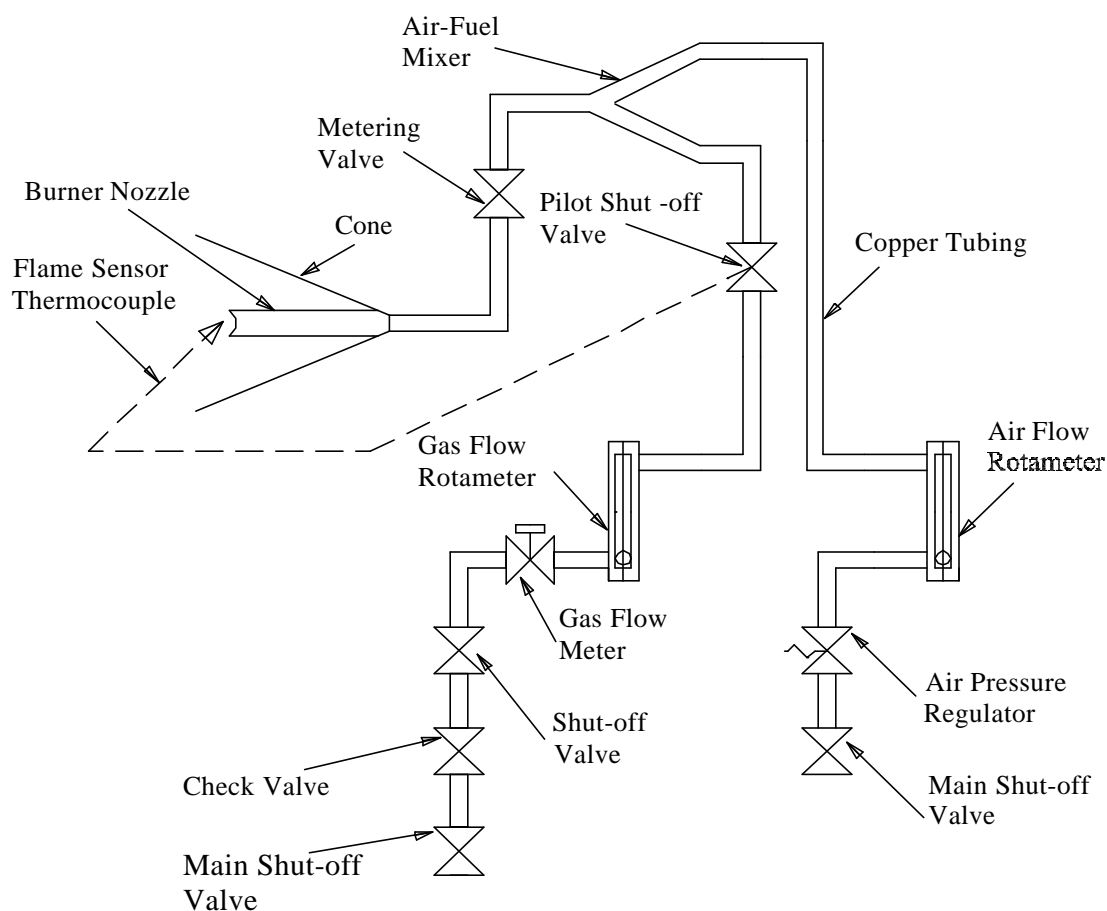 Air-Fuel
Mixer
Metering
Valve
Burner Nozzle
Cone
Pilot Shut -off
Valve
Copper Tubing
Flame Sensor
Thermocouple
Gas Flow
Rotameter
Air Flow
Rotameter
Gas Flow
Meter
Air Pressure
Regulator
Shut-off
Valve
Check Valve
Main Shut-off
Valve
Main Shut-off
Valve